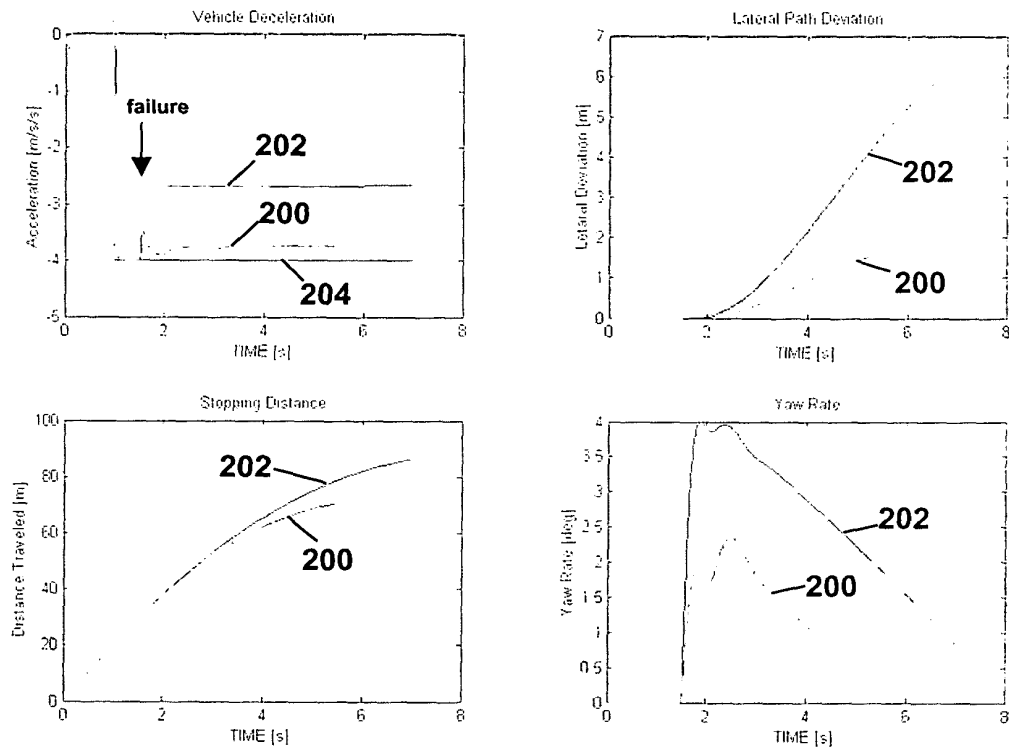 Vehicle Deceleration
0
-1
-2
-3
-4
-5
Acceleration [m/s/s]
failure
202
200
204
0 2 4 6 8
TIME [s]
Lateral Path Deviation
7
6
5
4
3
2
1
0
Lateral Deviation [m]
202
200
0 2 4 6 8
TIME [s]
Stopping Distance
100
80
60
40
20
0
Distance Traveled [m]
202
200
0 2 4 6 8
TIME [s]
Yaw Rate
4
3.5
3
2.5
2
1.5
1
0.5
0
Yaw Rate [deg]
202
200
0 2 4 6 8
TIME [s]